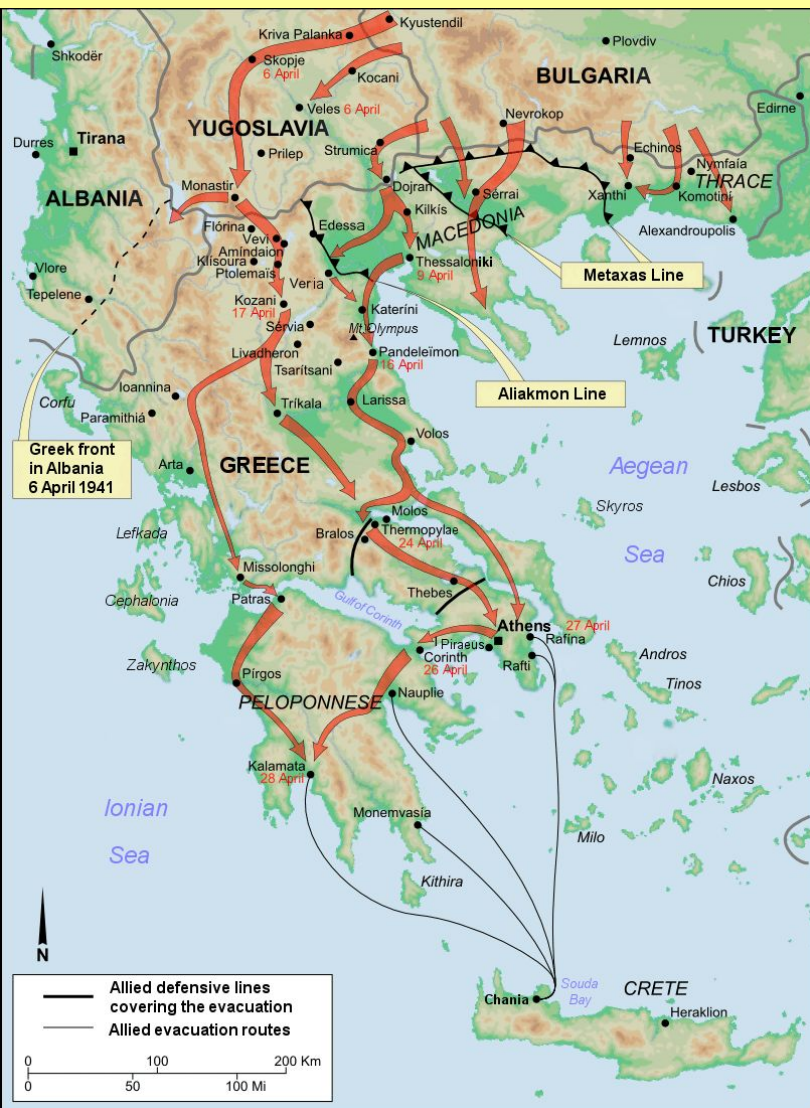 Kyustendil
Kriva Palanka
Plovdiv
Shkodër
Skopje
6 April
Kocani
BULGARIA
Edirne
Veles 6 April
Nevrokop
YUGOSLAVIA
Durres
Tirana
Prilep
Strumica
Echinos
Nymfaía
THRACE
Monastir
Dojran
Sérrai
Xanthi
Komotiní
ALBANIA
Kilkís
MACEDONIA
Alexandroupolis
Flórina
Edessa
Vevi
Amíndaion
Klisoura
Ptolemaïs
Thessaloniki
9 April
Vlore
Veria
Metaxas Line
Tepelene
Kozani
17 April
Kateríni
Sérvia
Mt. Olympus
Lemnos
TURKEY
Livadheron
Pandeleïmon
16 April
Tsarítsani
Ioannina
Corfu
Paramithiá
Larissa
Aliakmon Line
Tríkala
Volos
Greek front
in Albania
6 April 1941
Arta
GREECE
Aegean
Sea
Lesbos
Skyros
Molos
Lefkada
Bralos
Thermopylae
24 April
Missolonghi
Chios
Thebes
Cephalonia
Patras
Gulf of Corinth
Athens
27 April
Rafína
I
Piraeus
Andros
Zakynthos
Corinth
26 April
Rafti
Pírgos
Tinos
PELOPONNESE
Nauplie
Kalamata
28 April
Naxos
Ionian
Sea
Monemvasía
Milo
Kithira
N
Souda
Bay
CRETE
Chania
Heraklion
Allied defensive lines
covering the evacuation
Allied evacuation routes
0 100 200 Km
0 50 100 Mi